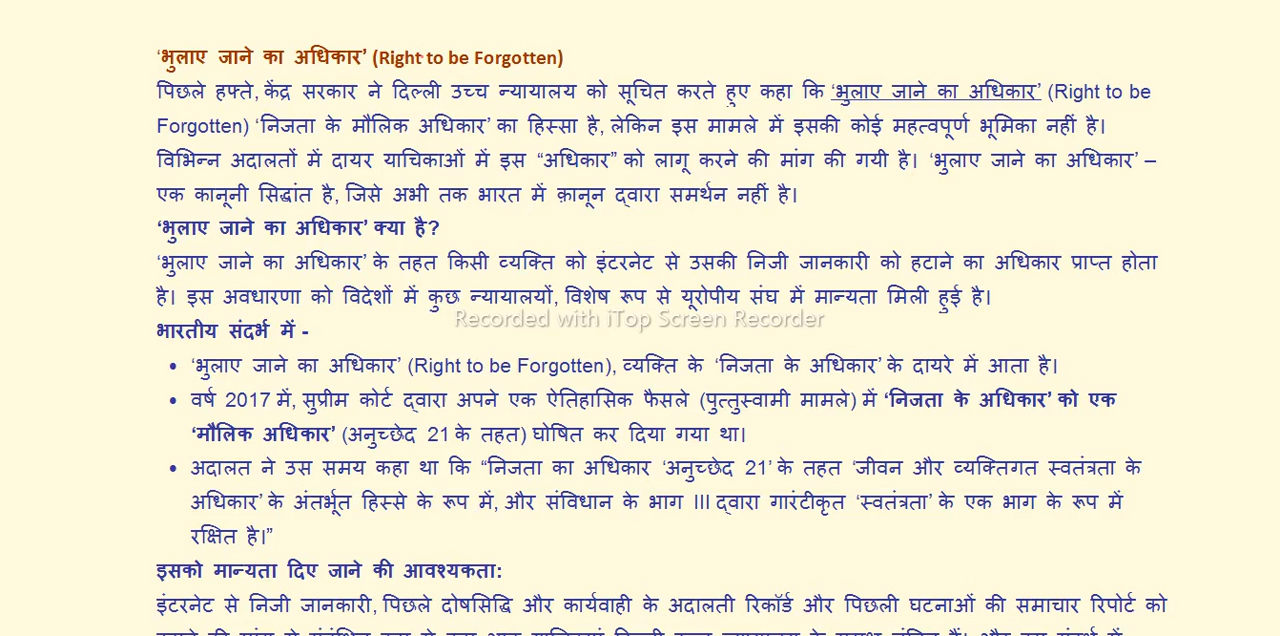 ‘भुलाए जाने का अधिकार’ (Right to be Forgotten)
पिछले हफ्ते, केंद्र सरकार ने दिल्ली उच्च न्यायालय को सूचित करते हुए कहा कि ‘भुलाए जाने का अधिकार’ (Right to be
Forgotten) ‘निजता के मौलिक अधिकार’ का हिस्सा है, लेकिन इस मामले में इसकी कोई महत्वपूर्ण भूमिका नहीं है।
विभिन्न अदालतों में दायर याचिकाओं में इस “अधिकार” को लागू करने की मांग की गयी है। ‘भुलाए जाने का अधिकार’ –
एक कानूनी सिद्धांत है, जिसे अभी तक भारत में क़ानून द्वारा समर्थन नहीं है।
‘भुलाए जाने का अधिकार’ क्या है?
‘भुलाए जाने का अधिकार’ के तहत किसी व्यक्ति को इंटरनेट से उसकी निजी जानकारी को हटाने का अधिकार प्राप्त होता
है। इस अवधारणा को विदेशों में कुछ न्यायालयों, विशेष रूप से यूरोपीय संघ में मान्यता मिली हुई है।
Recorded with iTop Screen Recorder
भारतीय संदर्भ में -
• ‘भुलाए जाने का अधिकार’ (Right to be Forgotten), व्यक्ति के ‘निजता के अधिकार’ के दायरे में आता है।
• वर्ष 2017 में, सुप्रीम कोर्ट द्वारा अपने एक ऐतिहासिक फैसले (पुत्तुस्वामी मामले) में ‘निजता के अधिकार’ को एक
‘मौलिक अधिकार’ (अनुच्छेद 21 के तहत) घोषित कर दिया गया था।
• अदालत ने उस समय कहा था कि “निजता का अधिकार ‘अनुच्छेद 21’ के तहत ‘जीवन और व्यक्तिगत स्वतंत्रता के
अधिकार’ के अंतर्भूत हिस्से के रूप में, और संविधान के भाग III द्वारा गारंटीकृत ‘स्वतंत्रता’ के एक भाग के रूप में
रक्षित है।”
इसको मान्यता दिए जाने की आवश्यकता:
इंटरनेट से निजी जानकारी, पिछले दोषसिद्धि और कार्यवाही के अदालती रिकॉर्ड और पिछली घटनाओं की समाचार रिपोर्ट को